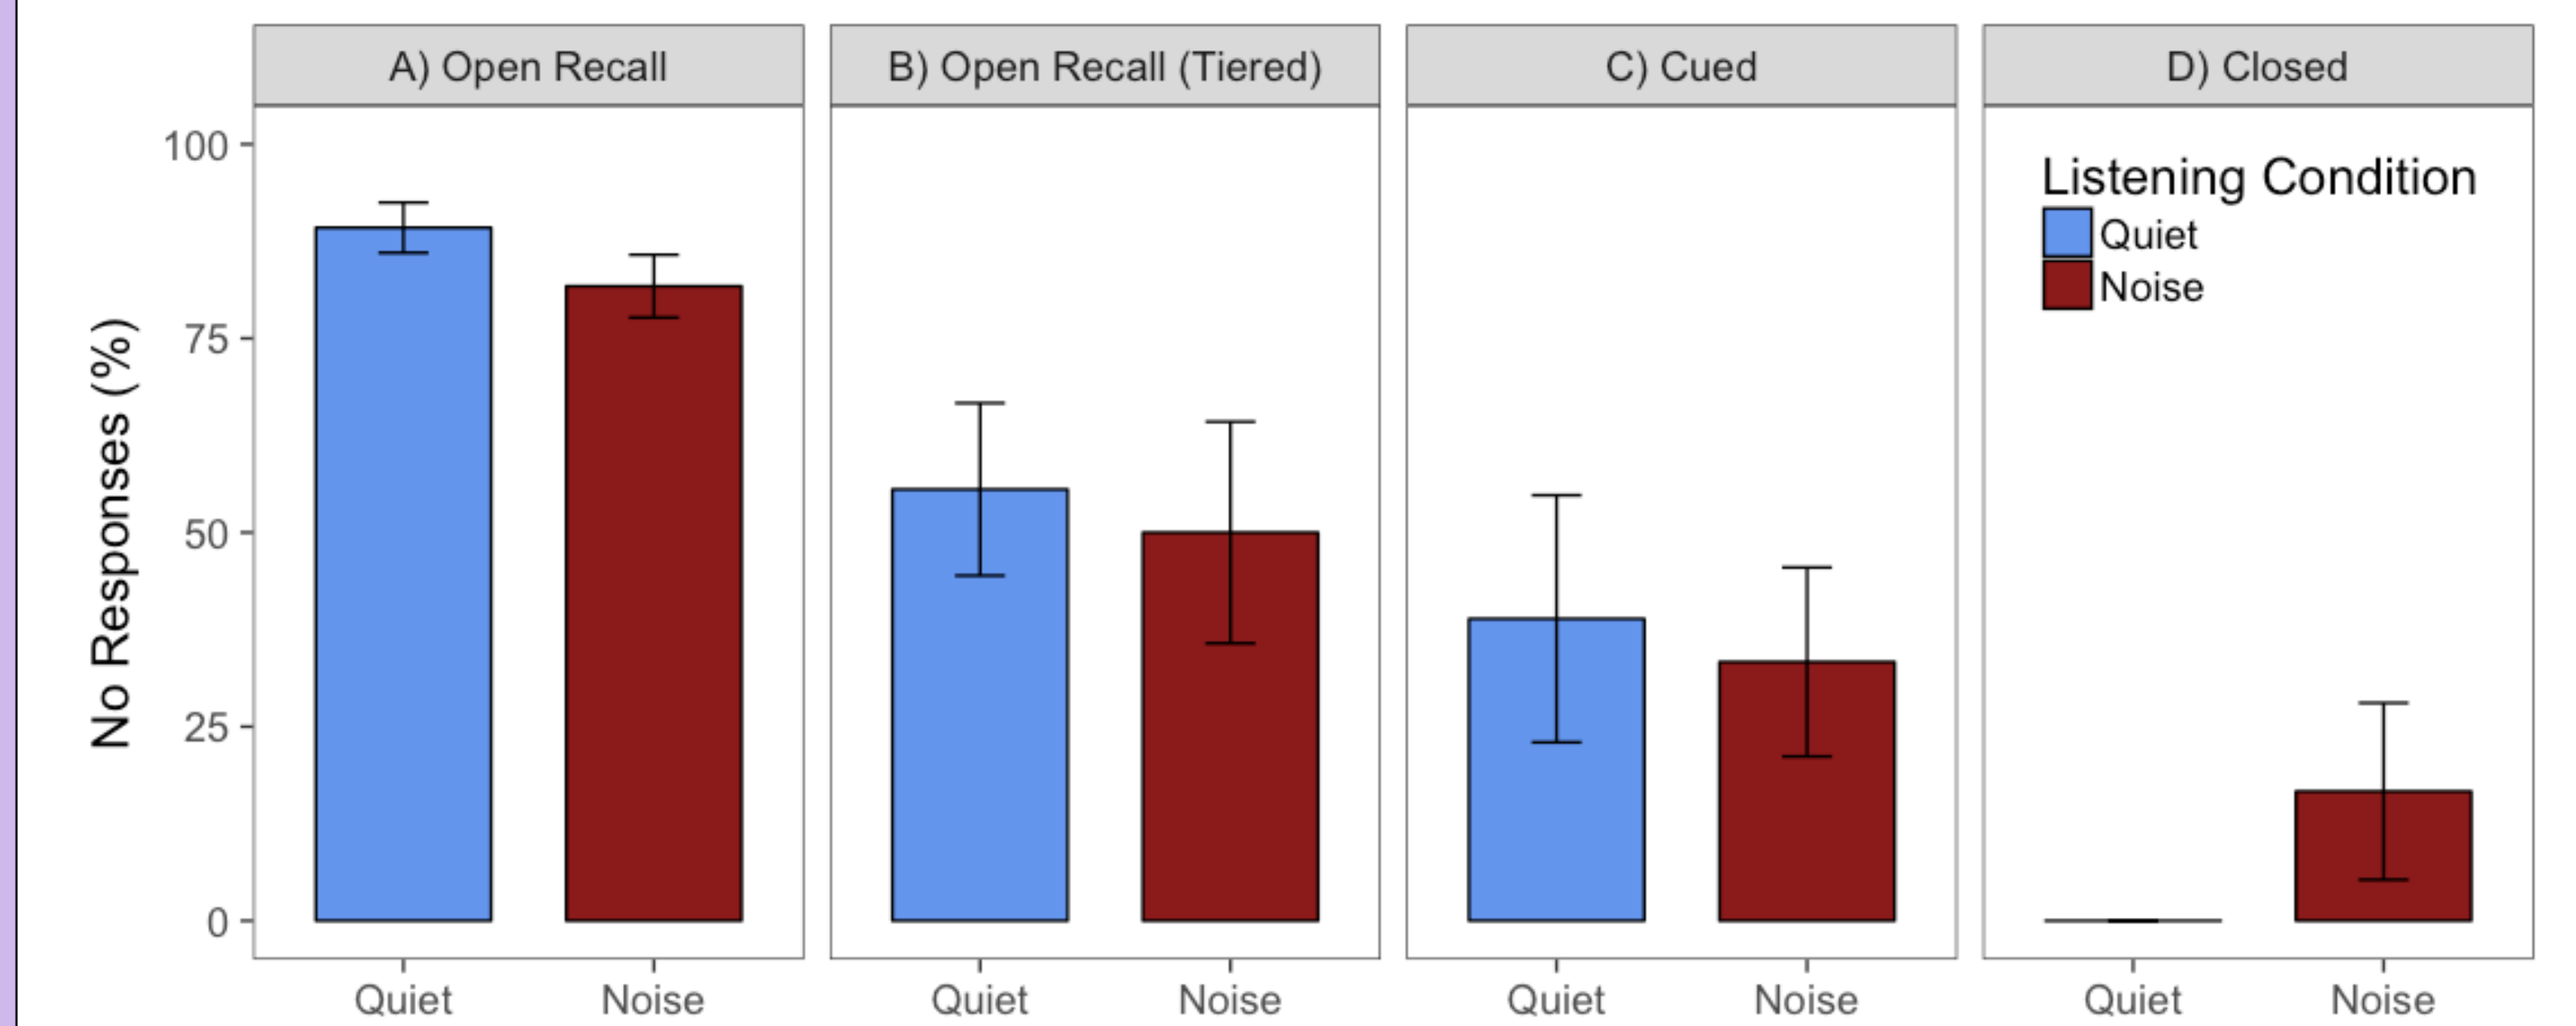 A) Open Recall
B) Open Recall (Tiered)
C) Cued
D) Closed
No Responses (%)
100
75
50
25
0
Listening Condition
Quiet
Noise
Quiet Noise Quiet Noise Quiet Noise Quiet Noise